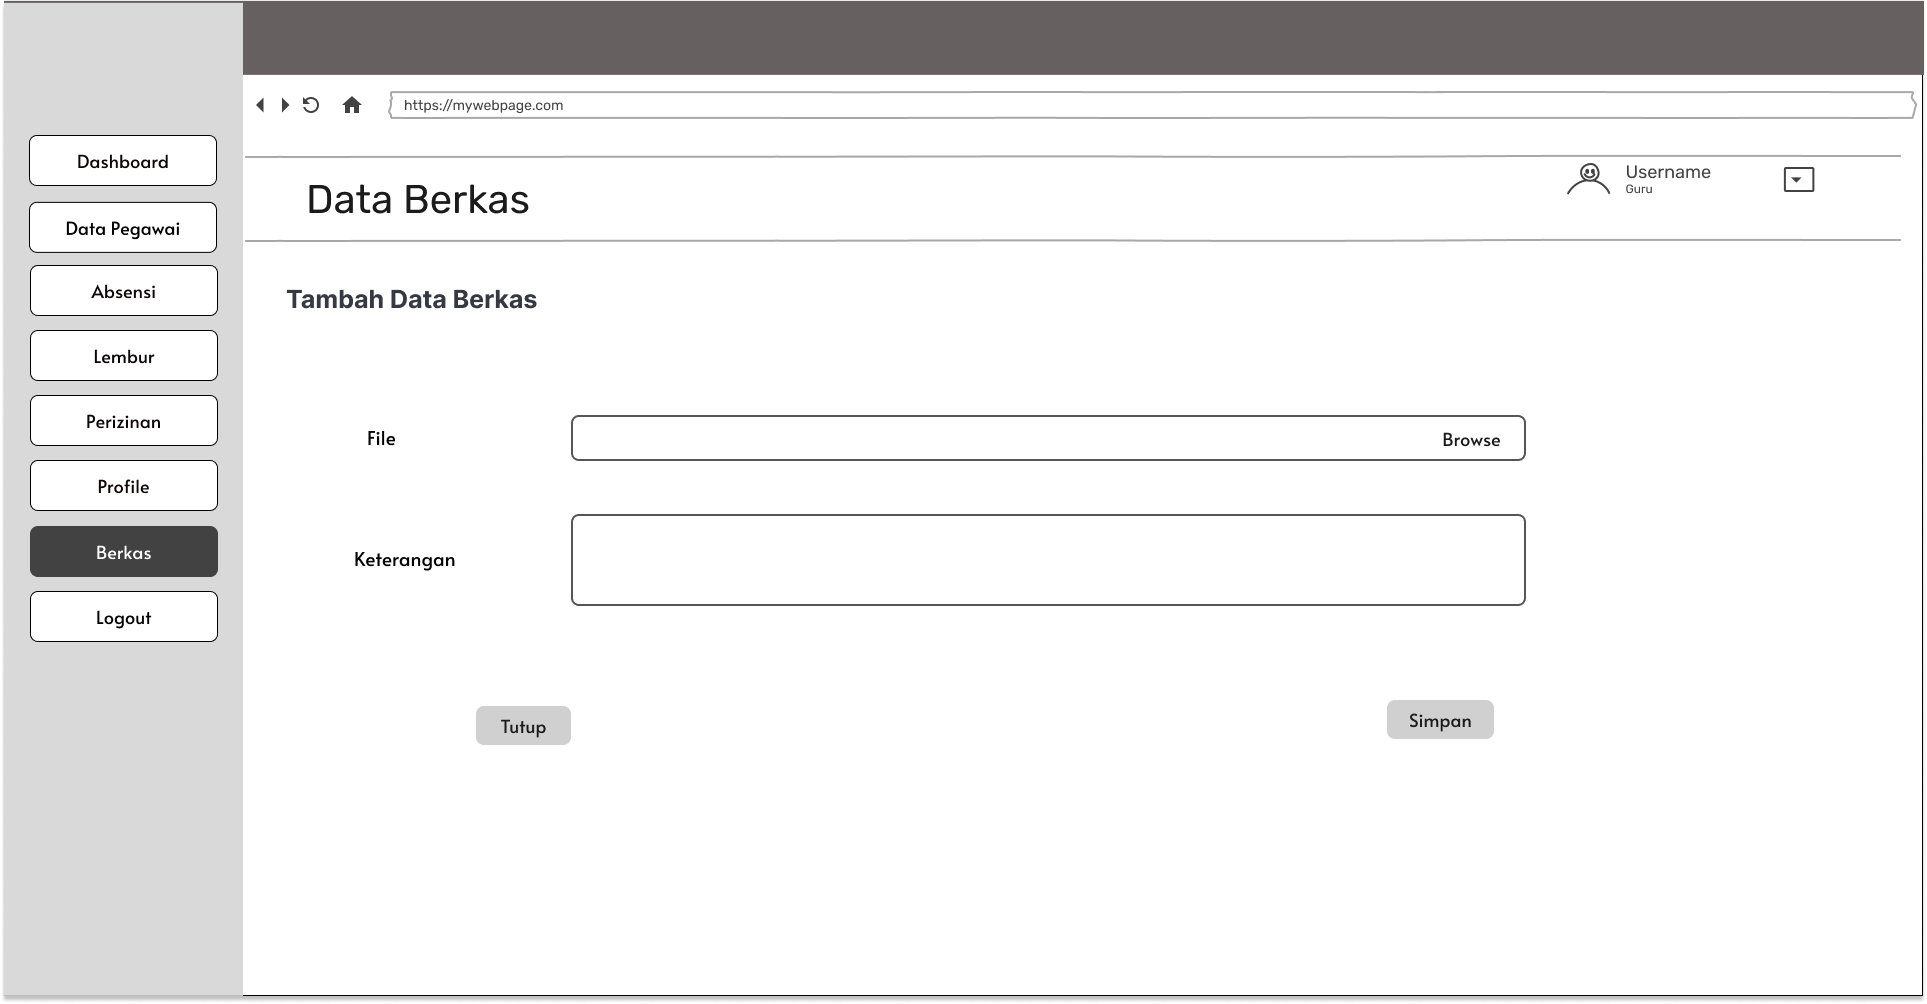 https://mywebpage.com
Dashboard
Data Pegawai
Absensi
Lembur
Perizinan
Profile
Berkas
Logout
Data Berkas
Username
Guru
Tambah Data Berkas
File
Browse
Keterangan
Tutup
Simpan